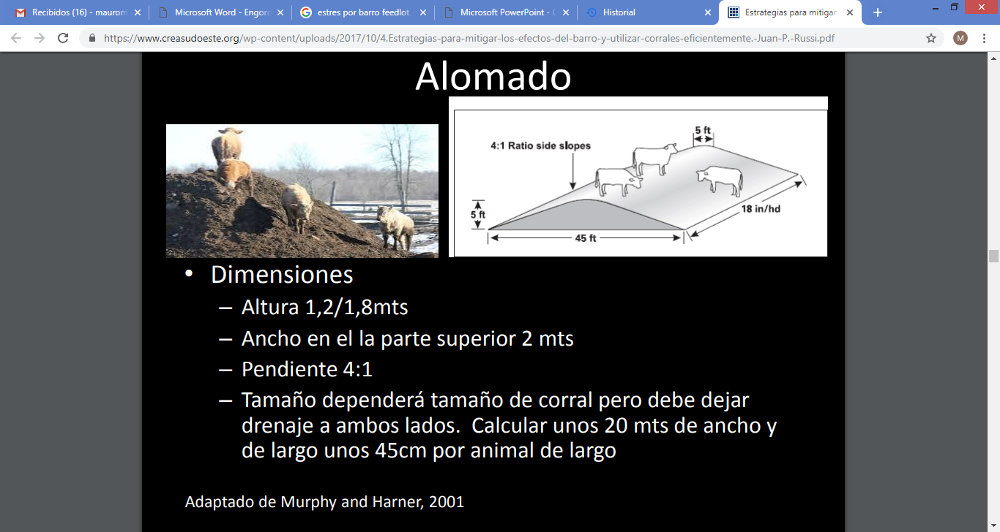 Recibidos (16) - maurom
Microsoft Word - Engord
estres por barro feedlot
Microsoft PowerPoint - C
Historial
Estrategias para mitigar
https://www.creasudoeste.org/wp-content/uploads/2017/10/4.Estrategias-para-mitigar-los-efectos-del-barro-y-utilizar-corrales-eficientemente.-Juan-P.-Russi.pdf
M
Alomado
5 ft
4:1 Ratio side slopes
5 ft
18 in/hd
45 ft
• Dimensiones
– Altura 1,2/1,8mts
– Ancho en el la parte superior 2 mts
– Pendiente 4:1
– Tamaño dependerá tamaño de corral pero debe dejar
drenaje a ambos lados. Calcular unos 20 mts de ancho y
de largo unos 45cm por animal de largo
Adaptado de Murphy and Harner, 2001